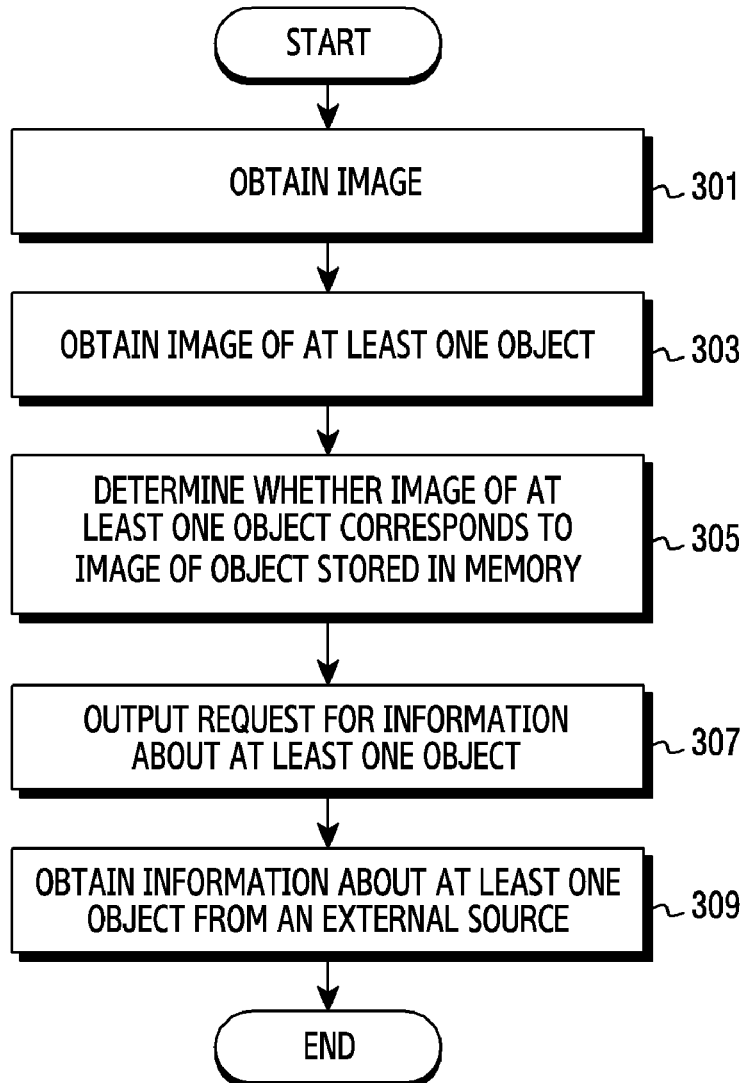 START
OBTAIN IMAGE
301
OBTAIN IMAGE OF AT LEAST ONE OBJECT
303
DETERMINE WHETHER IMAGE OF AT
LEAST ONE OBJECT CORRESPONDS TO
IMAGE OF OBJECT STORED IN MEMORY
305
OUTPUT REQUEST FOR INFORMATION
ABOUT AT LEAST ONE OBJECT
307
OBTAIN INFORMATION ABOUT AT LEAST ONE
OBJECT FROM AN EXTERNAL SOURCE
309
END